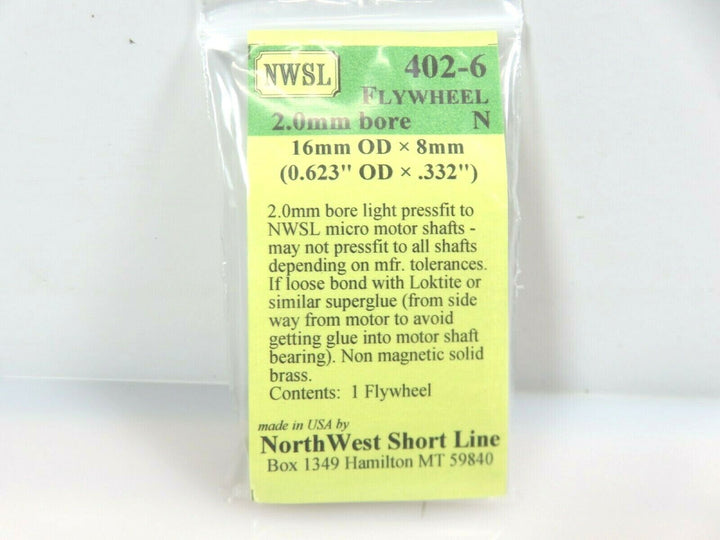 NWSL
402-6
FLYWHEEL
2.0mm bore N
16mm OD × 8mm
(0.623" OD × .332")
2.0mm bore light pressfit to
NWSL micro motor shafts -
may not pressfit to all shafts
depending on mfr. tolerances.
If loose bond with Loktite or
similar superglue (from side
way from motor to avoid
getting glue into motor shaft
bearing). Non magnetic solid
brass.
Contents: 1 Flywheel
made in USA by
NorthWest Short Line
Box 1349 Hamilton MT 59840